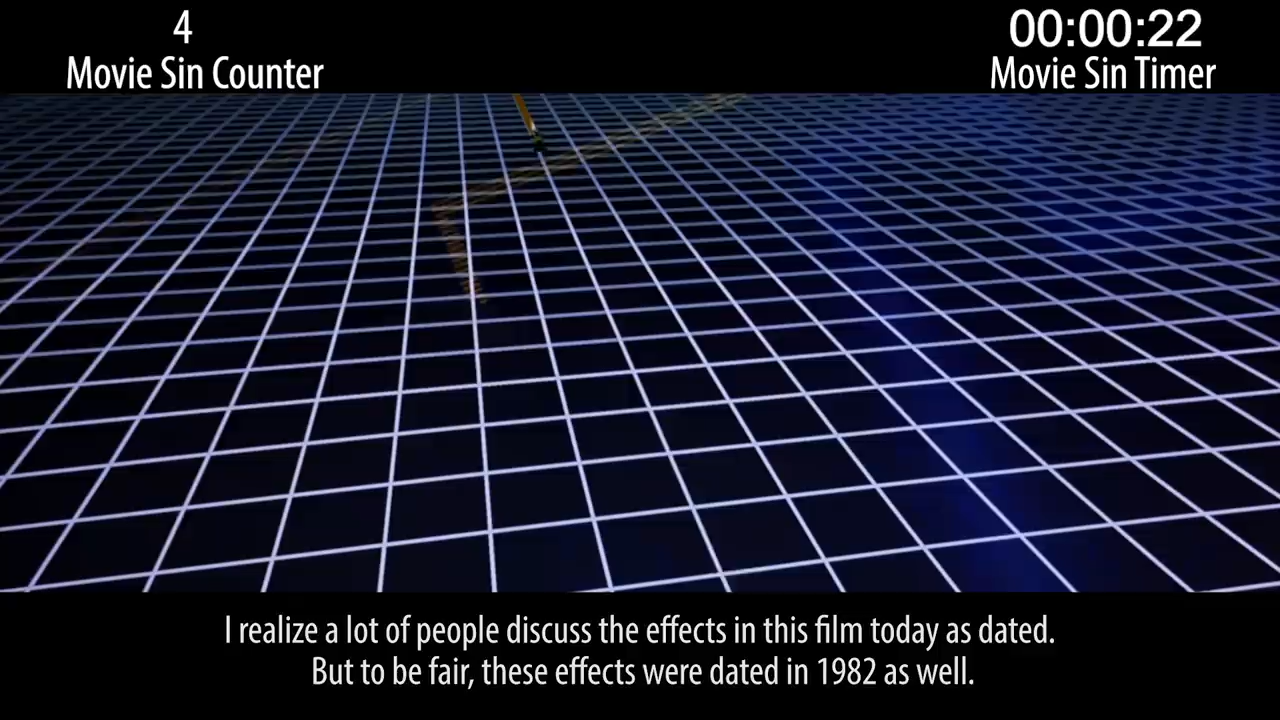 4
Movie Sin Counter
00:00:22
Movie Sin Timer
I realize a lot of people discuss the effects in this film today as dated.
But to be fair, these effects were dated in 1982 as well.